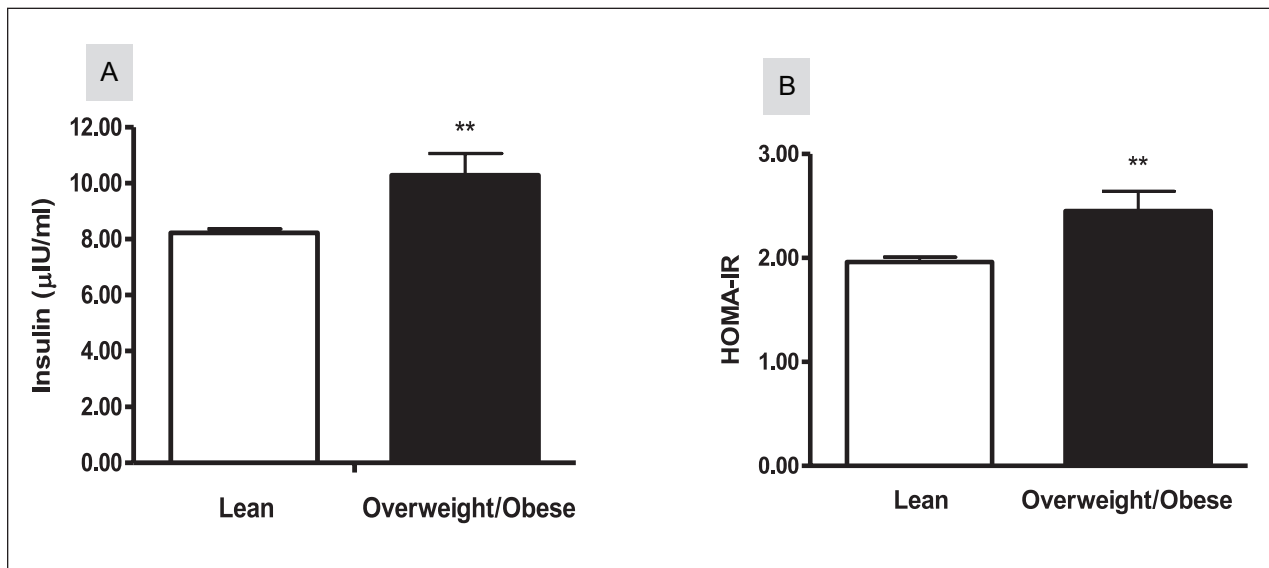 A
Insulin (μIU/ml)
12.00
10.00
8.00
6.00
4.00
2.00
0.00
**
Lean
Overweight/Obese
B
HOMA-IR
3.00
2.00
1.00
0.00
**
Lean
Overweight/Obese